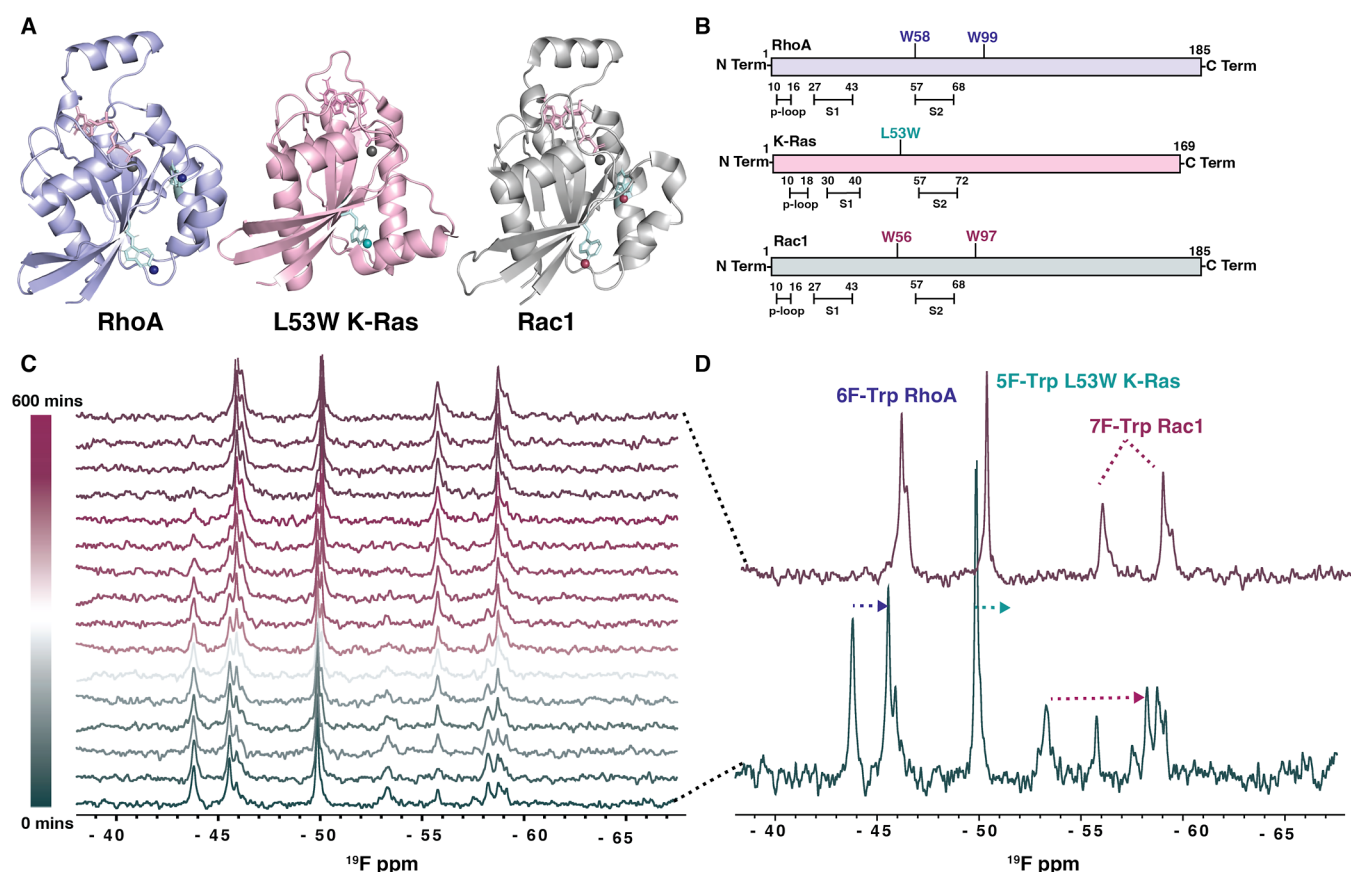 A
RhoA
L53W K-Ras
Rac1
B
RhoA
W58
W99
1
185
N Term
C Term
10 16 27 43 57 68
p-loop S1 S2
K-Ras
L53W
1
169
N Term
C Term
10 18 30 40 57 72
p-loop S1 S2
Rac1
W56
W97
1
185
N Term
C Term
10 16 27 43 57 68
p-loop S1 S2
C
600 mins
0 mins
- 40 - 45 - 50 - 55 - 60 - 65
¹⁹F ppm
D
6F-Trp RhoA
5F-Trp L53W K-Ras
7F-Trp Rac1
- 40 - 45 - 50 - 55 - 60 - 65
¹⁹F ppm